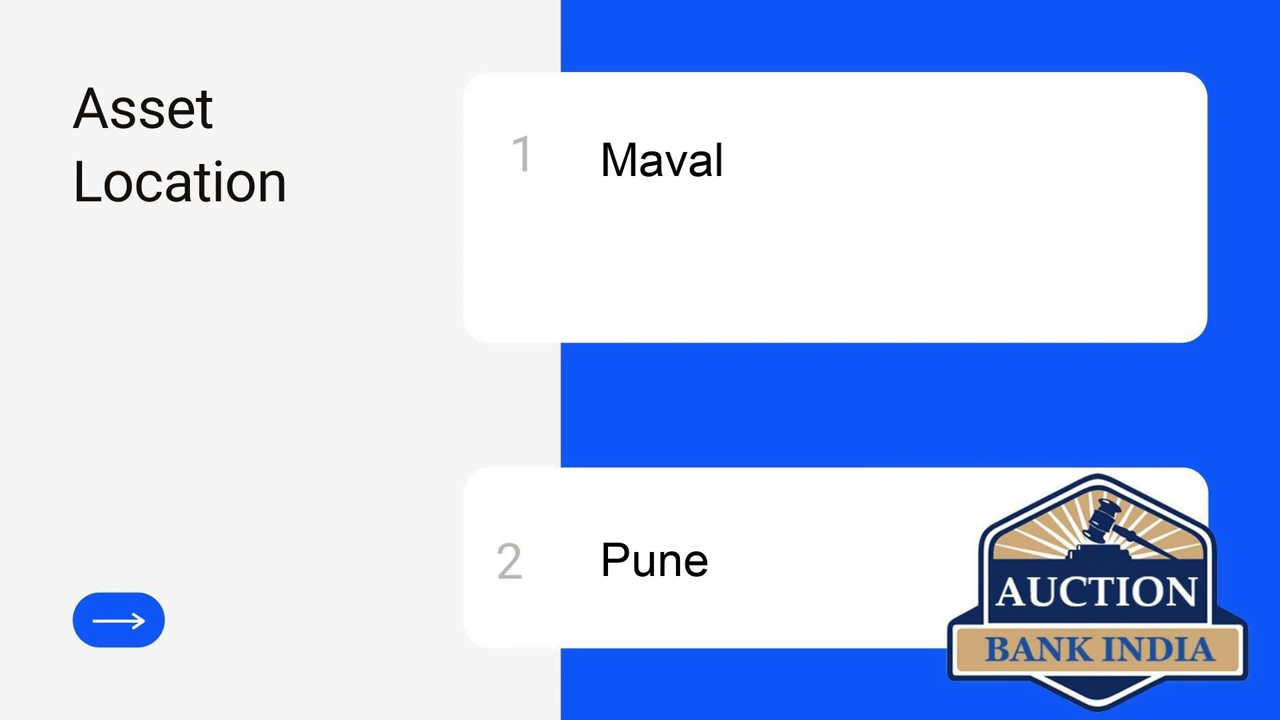 Asset
Location
1
Maval
2
Pune
AUCTION
BANK INDIA